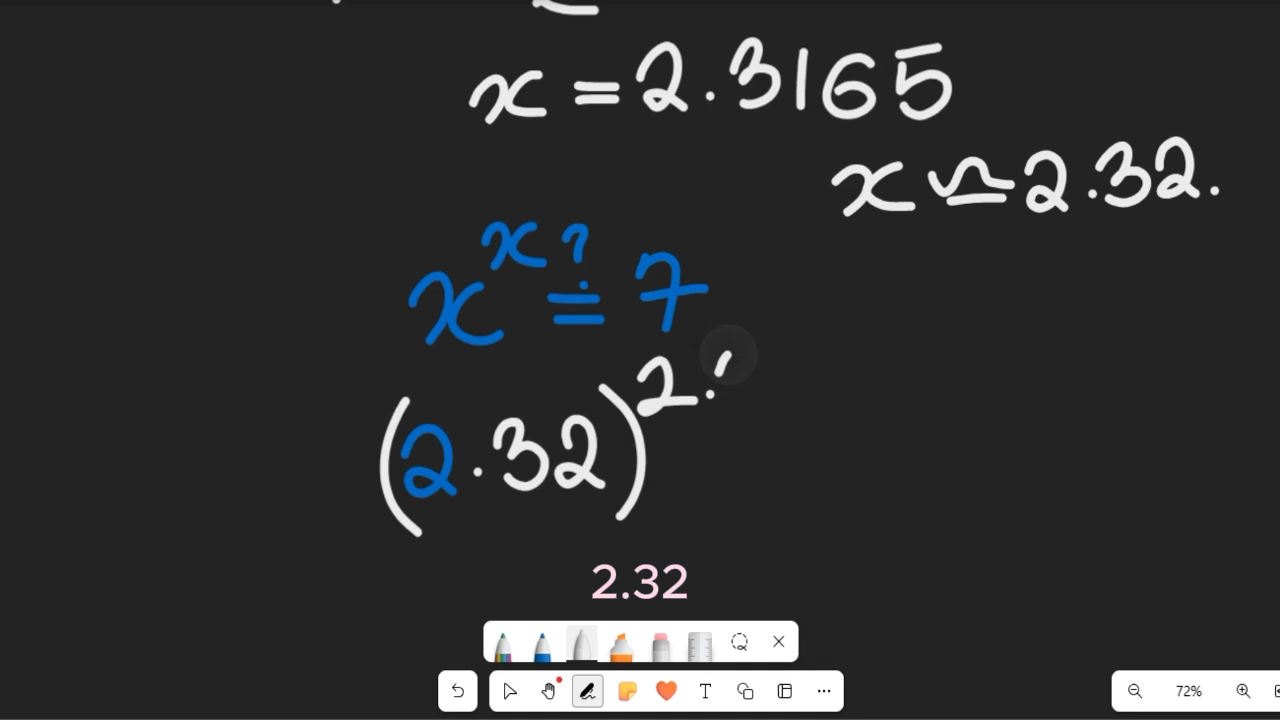 x = 2.3165
x ≃ 2.32.
x^x ≟ 7
(2.32)^2.
2.32
72%